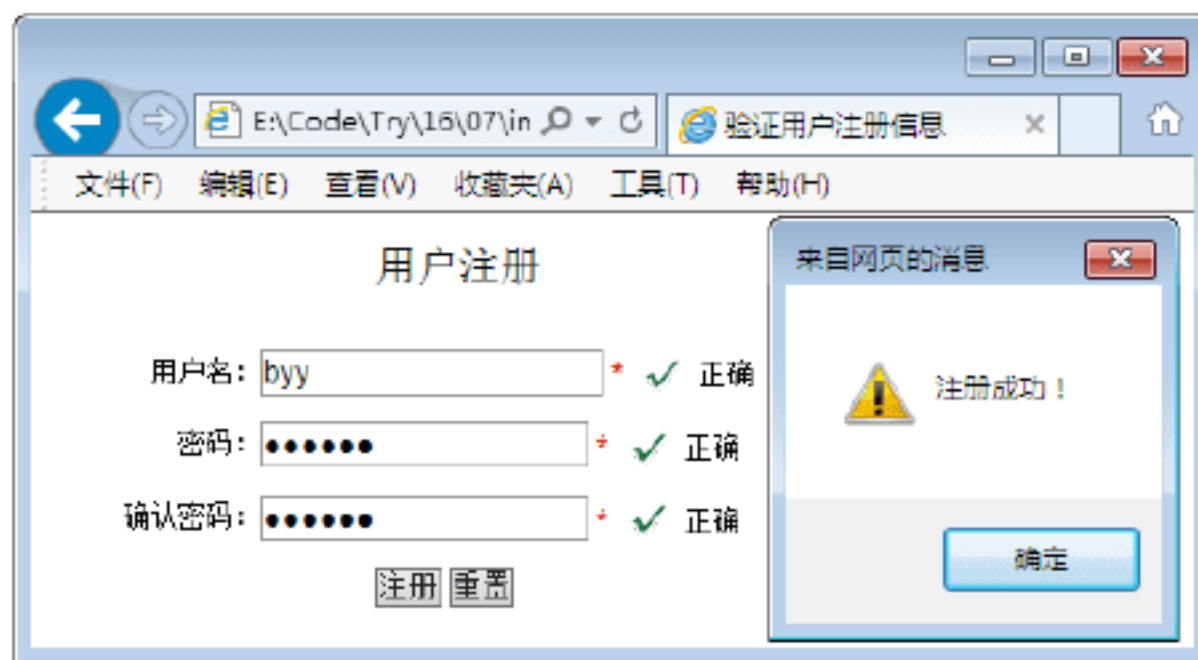 E:\Code\Try\16\07\in
验证用户注册信息
文件(F) 编辑(E) 查看(V) 收藏夹(A) 工具(T) 帮助(H)
用户注册
用户名: byy * 正确
密码: •••••• * 正确
确认密码: •••••• * 正确
注册 重置
来自网页的消息
注册成功！
确定